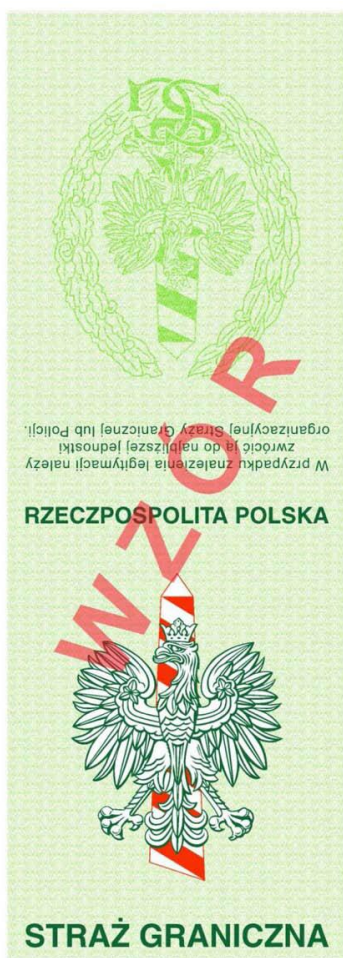 W przypadku znalezienia legitymacji należy
zwrócić ją do najbliższej jednostki
organizacyjnej Straży Granicznej lub Policji.
RZECZPOSPOLITA POLSKA
WZÓR
STRAŻ GRANICZNA